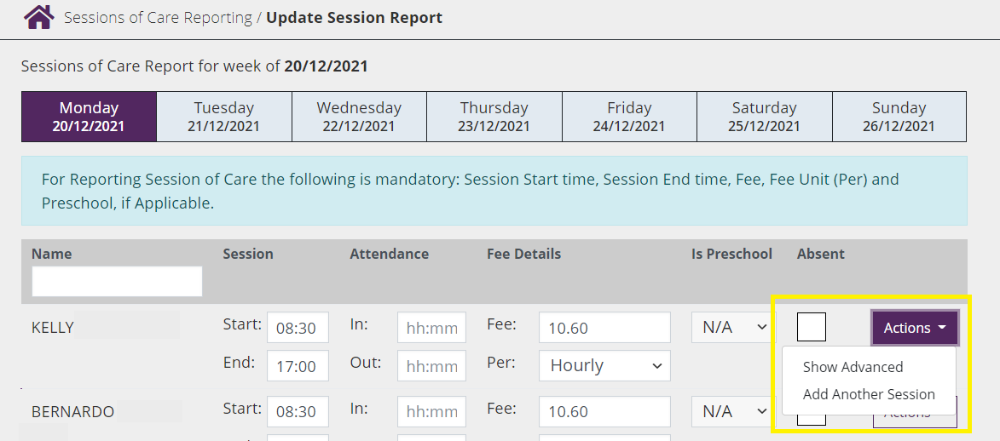 Sessions of Care Reporting / Update Session Report
Sessions of Care Report for week of 20/12/2021
Monday Tuesday Wednesday Thursday Friday Saturday Sunday
20/12/2021 21/12/2021 22/12/2021 23/12/2021 24/12/2021 25/12/2021 26/12/2021
For Reporting Session of Care the following is mandatory: Session Start time, Session End time, Fee, Fee Unit (Per) and
Preschool, if Applicable.
Name Session Attendance Fee Details Is Preschool Absent
KELLY Start: 08:30 In: hh:mm Fee: 10.60 N/A Actions
End: 17:00 Out: hh:mm Per: Hourly
Show Advanced
Add Another Session
BERNARDO Start: 08:30 In: hh:mm Fee: 10.60 N/A Actions